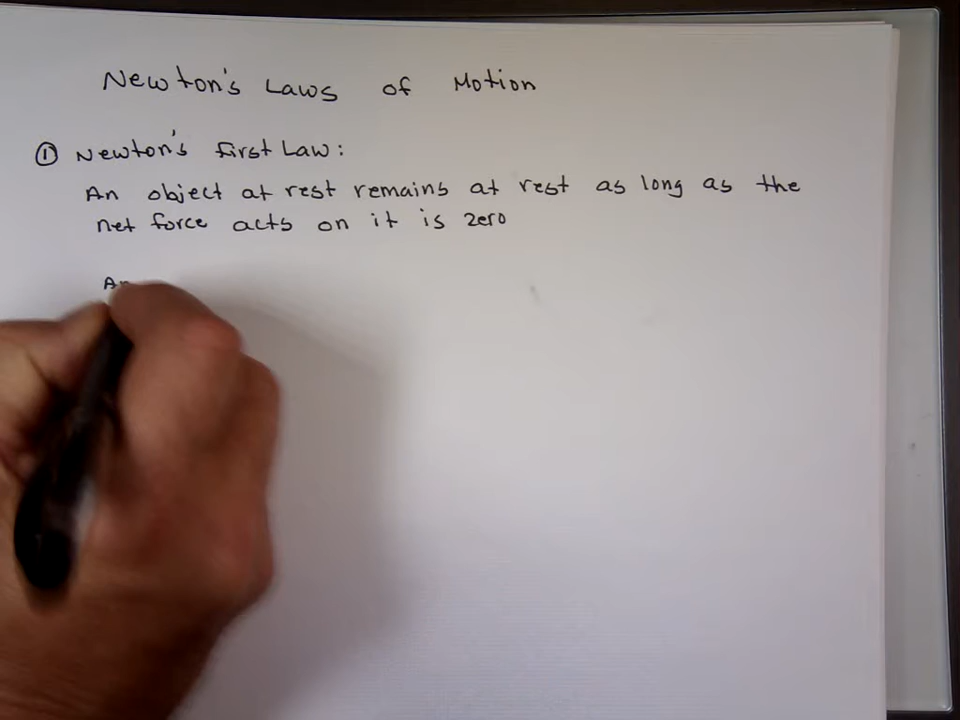 Newton's Laws of Motion
① Newton's first Law:
An object at rest remains at rest as long as the
net force acts on it is zero
An